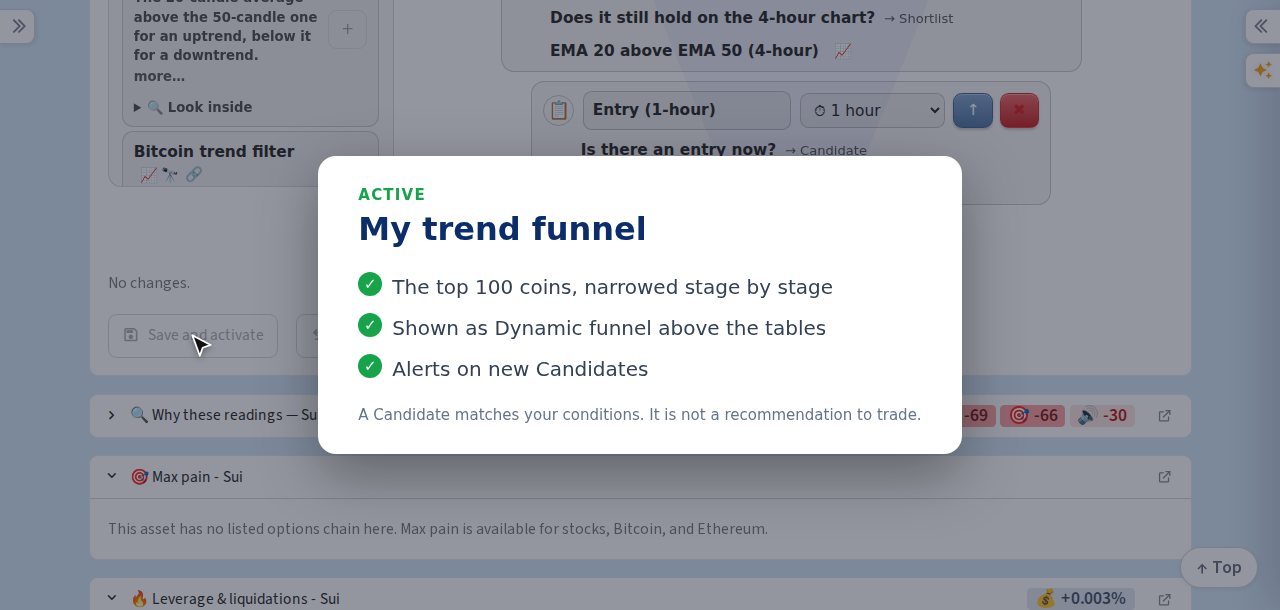 above the 50-candle one
for an uptrend, below it
for a downtrend.
more...
🔍 Look inside
Bitcoin trend filter
Does it still hold on the 4-hour chart? → Shortlist
EMA 20 above EMA 50 (4-hour)
Entry (1-hour)
1 hour
Is there an entry now? → Candidate
ACTIVE
My trend funnel
The top 100 coins, narrowed stage by stage
Shown as Dynamic funnel above the tables
Alerts on new Candidates
A Candidate matches your conditions. It is not a recommendation to trade.
No changes.
Save and activate
Why these readings — Su
-69
-66
-30
Max pain - Sui
This asset has no listed options chain here. Max pain is available for stocks, Bitcoin, and Ethereum.
Leverage & liquidations - Sui
+0.003%
↑ Top